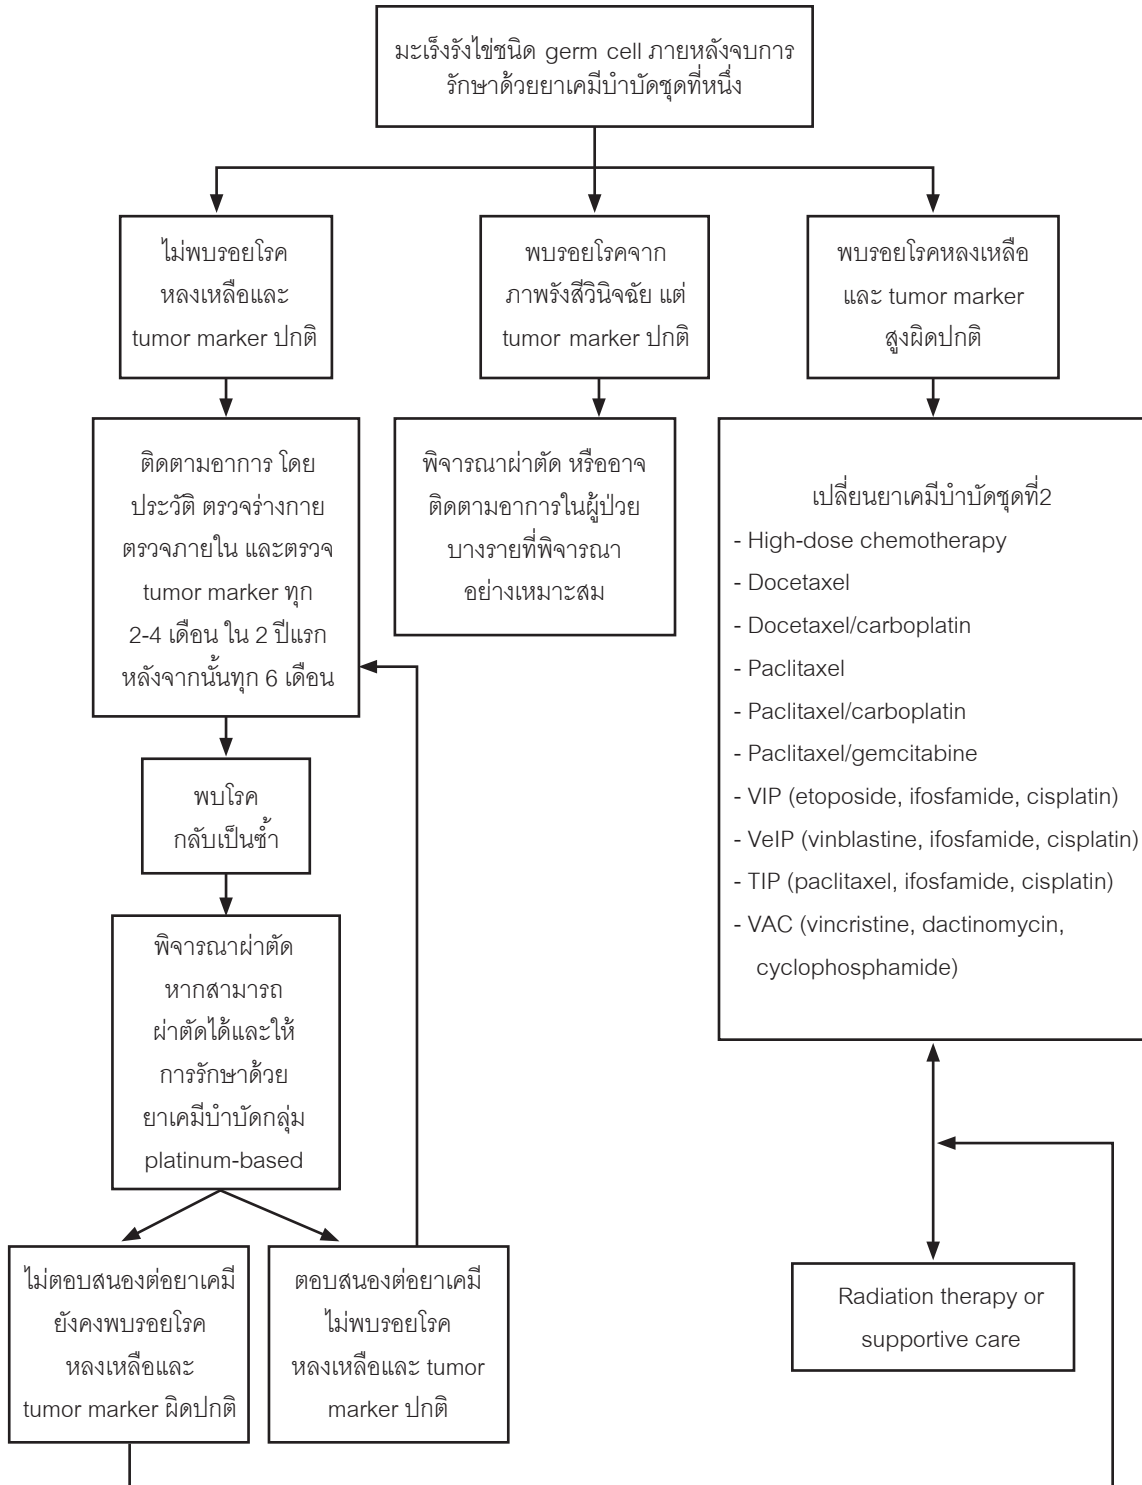 มะเร็งรังไข่ชนิด germ cell ภายหลังจบการ
รักษาด้วยยาเคมีบำบัดชุดที่หนึ่ง
ไม่พบรอยโรค
หลงเหลือและ
tumor marker ปกติ
พบรอยโรคจาก
ภาพรังสีวินิจฉัย แต่
tumor marker ปกติ
พบรอยโรคหลงเหลือ
และ tumor marker
สูงผิดปกติ
ติดตามอาการ โดย
ประวัติ ตรวจร่างกาย
ตรวจภายใน และตรวจ
tumor marker ทุก
2-4 เดือน ใน 2 ปีแรก
หลังจากนั้นทุก 6 เดือน
พิจารณาผ่าตัด หรืออาจ
ติดตามอาการในผู้ป่วย
บางรายที่พิจารณา
อย่างเหมาะสม
เปลี่ยนยาเคมีบำบัดชุดที่2
- High-dose chemotherapy
- Docetaxel
- Docetaxel/carboplatin
- Paclitaxel
- Paclitaxel/carboplatin
- Paclitaxel/gemcitabine
- VIP (etoposide, ifosfamide, cisplatin)
- VeIP (vinblastine, ifosfamide, cisplatin)
- TIP (paclitaxel, ifosfamide, cisplatin)
- VAC (vincristine, dactinomycin,
cyclophosphamide)
พบโรค
กลับเป็นซ้ำ
พิจารณาผ่าตัด
หากสามารถ
ผ่าตัดได้และให้
การรักษาด้วย
ยาเคมีบำบัดกลุ่ม
platinum-based
ไม่ตอบสนองต่อยาเคมี
ยังคงพบรอยโรค
หลงเหลือและ
tumor marker ผิดปกติ
ตอบสนองต่อยาเคมี
ไม่พบรอยโรค
หลงเหลือและ tumor
marker ปกติ
Radiation therapy or
supportive care